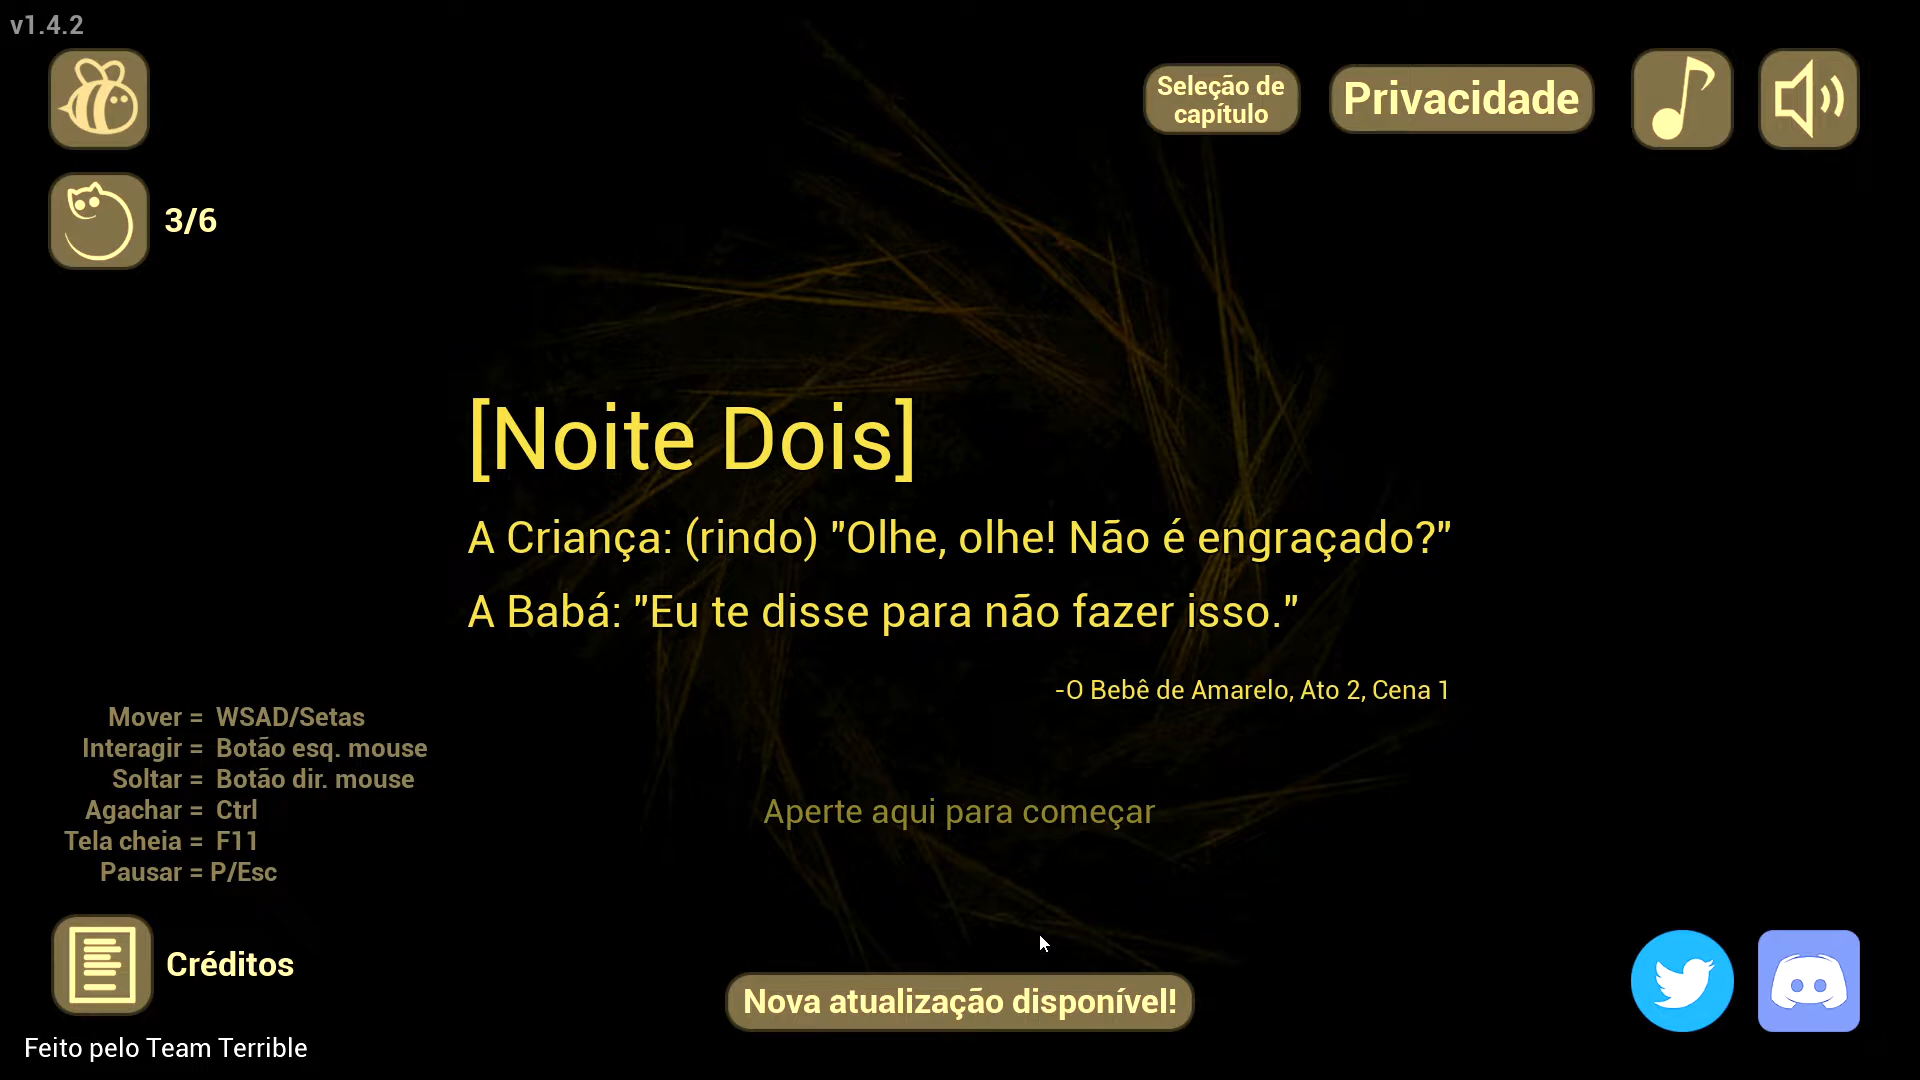 v1.4.2
Seleção de
capítulo
Privacidade
3/6
[Noite Dois]
A Criança: (rindo) "Olhe, olhe! Não é engraçado?"
A Babá: "Eu te disse para não fazer isso."
-O Bebê de Amarelo, Ato 2, Cena 1
Mover = WSAD/Setas
Interagir = Botão esq. mouse
Soltar = Botão dir. mouse
Agachar = Ctrl
Tela cheia = F11
Pausar = P/Esc
Aperte aqui para começar
Créditos
Nova atualização disponível!
Feito pelo Team Terrible